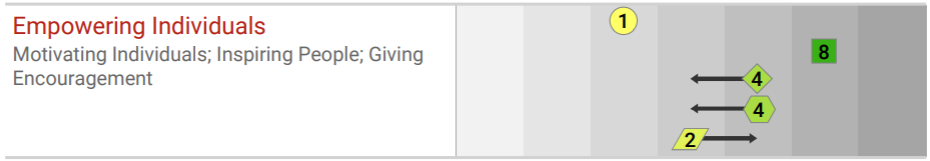 Empowering Individuals
Motivating Individuals; Inspiring People; Giving
Encouragement
1
8
4
4
2